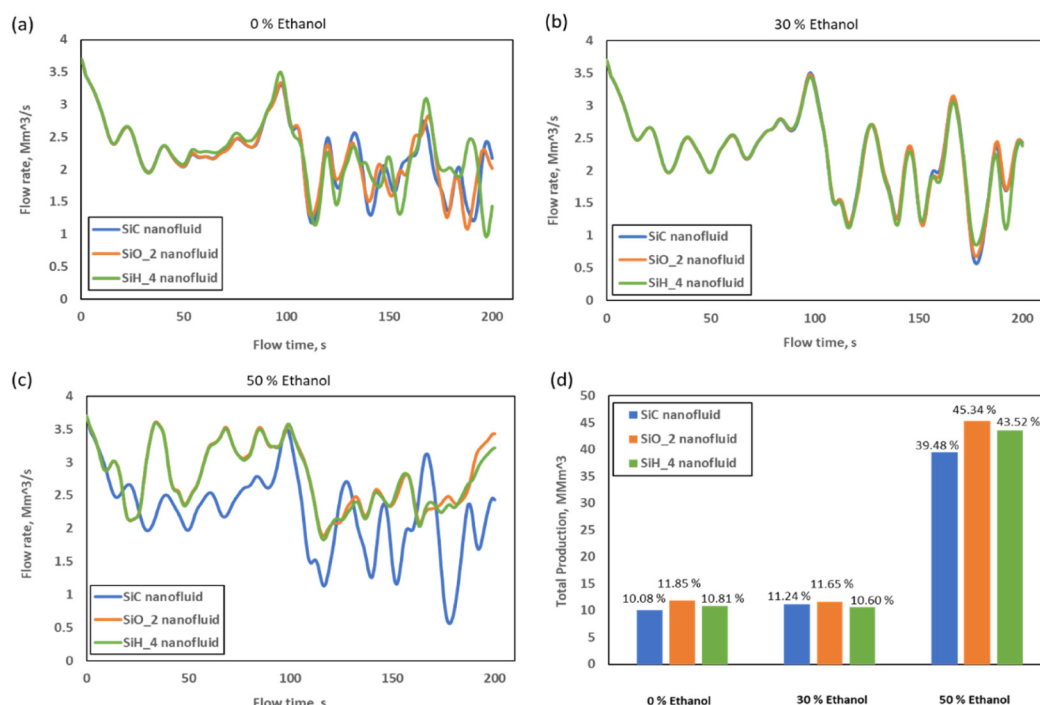 (a)
0 % Ethanol
4
3.5
3
2.5
2
1.5
1
0.5
0
Flow rate, Mm^3/s
SiC nanofluid
SiO_2 nanofluid
SiH_4 nanofluid
0 50 100 150 200
Flow time, s
(b)
30 % Ethanol
4
3.5
3
2.5
2
1.5
1
0.5
0
Flow rate, Mm^3/s
SiC nanofluid
SiO_2 nanofluid
SiH_4 nanofluid
0 50 100 150 200
Flow time, s
(c)
50 % Ethanol
4
3.5
3
2.5
2
1.5
1
0.5
0
Flow rate, Mm^3/s
SiC nanofluid
SiO_2 nanofluid
SiH_4 nanofluid
0 50 100 150 200
Flow time, s
(d)
50
45
40
35
30
25
20
15
10
5
0
Total Production, MMm^3
SiC nanofluid
SiO_2 nanofluid
SiH_4 nanofluid
10.08 % 11.85 % 10.81 %
11.24 % 11.65 % 10.60 %
39.48 % 45.34 % 43.52 %
0 % Ethanol 30 % Ethanol 50 % Ethanol